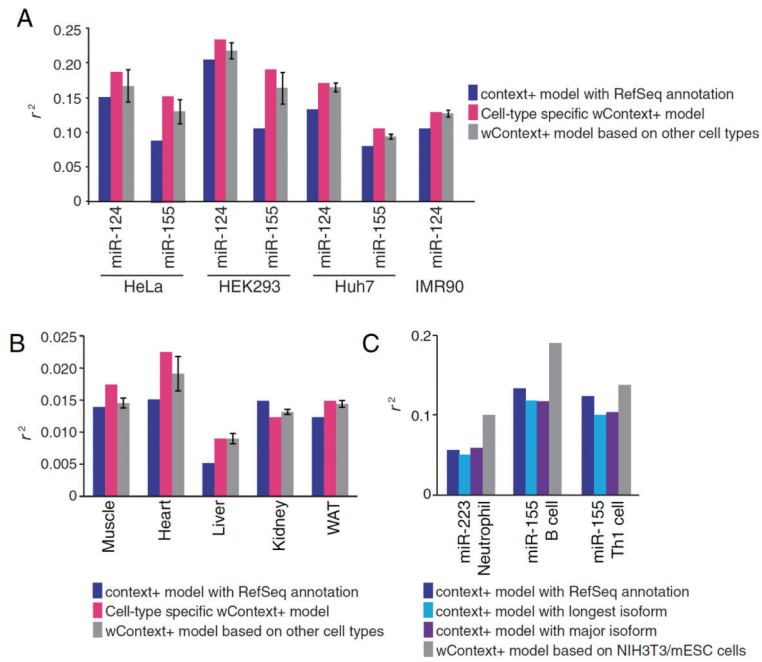 A
0.25
0.20
0.15
0.10
0.05
0
r²
miR-124
miR-155
miR-124
miR-155
miR-124
miR-155
miR-124
HeLa
HEK293
Huh7
IMR90
context+ model with RefSeq annotation
Cell-type specific wContext+ model
wContext+ model based on other cell types
B
0.025
0.020
0.015
0.010
0.005
0
r²
Muscle
Heart
Liver
Kidney
WAT
context+ model with RefSeq annotation
Cell-type specific wContext+ model
wContext+ model based on other cell types
C
0.2
0.1
0
r²
miR-223
Neutrophil
miR-155
B cell
miR-155
Th1 cell
context+ model with RefSeq annotation
context+ model with longest isoform
context+ model with major isoform
wContext+ model based on NIH3T3/mESC cells